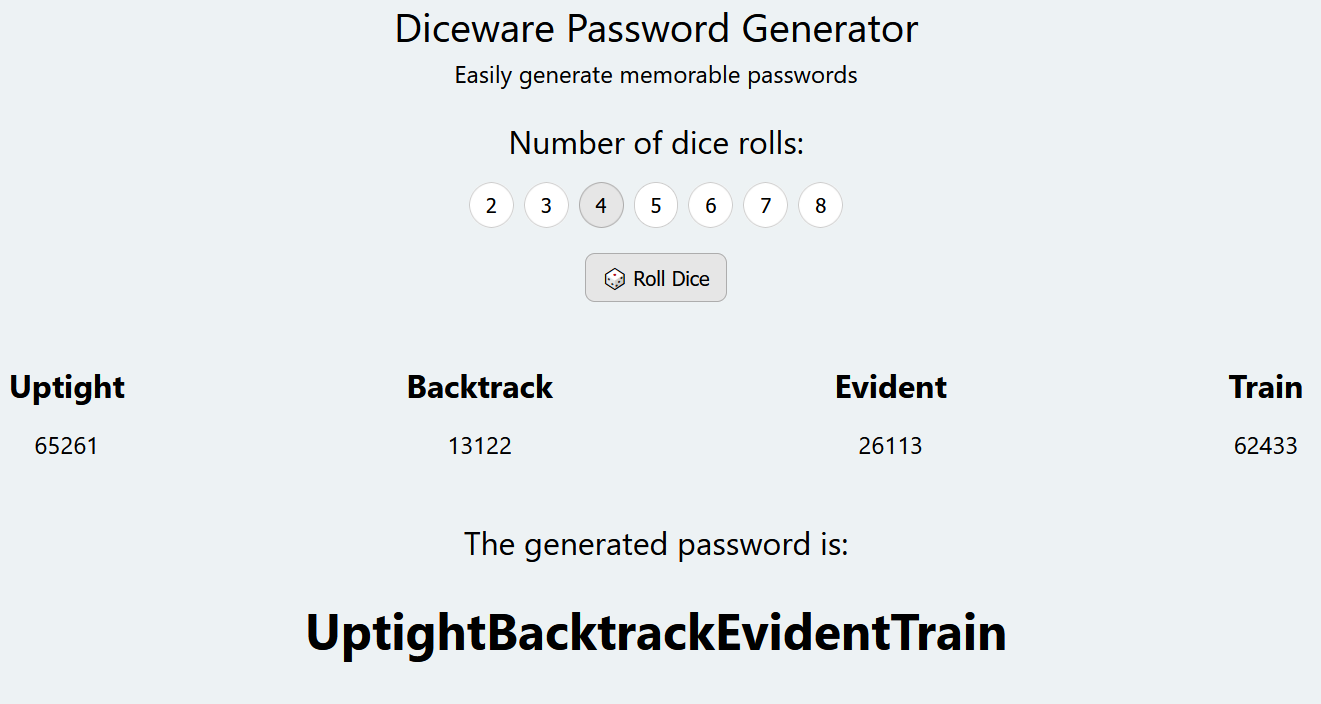 Diceware Password Generator
Easily generate memorable passwords
Number of dice rolls:
2 3 4 5 6 7 8
Roll Dice
Uptight Backtrack Evident Train
65261 13122 26113 62433
The generated password is:
UptightBacktrackEvidentTrain